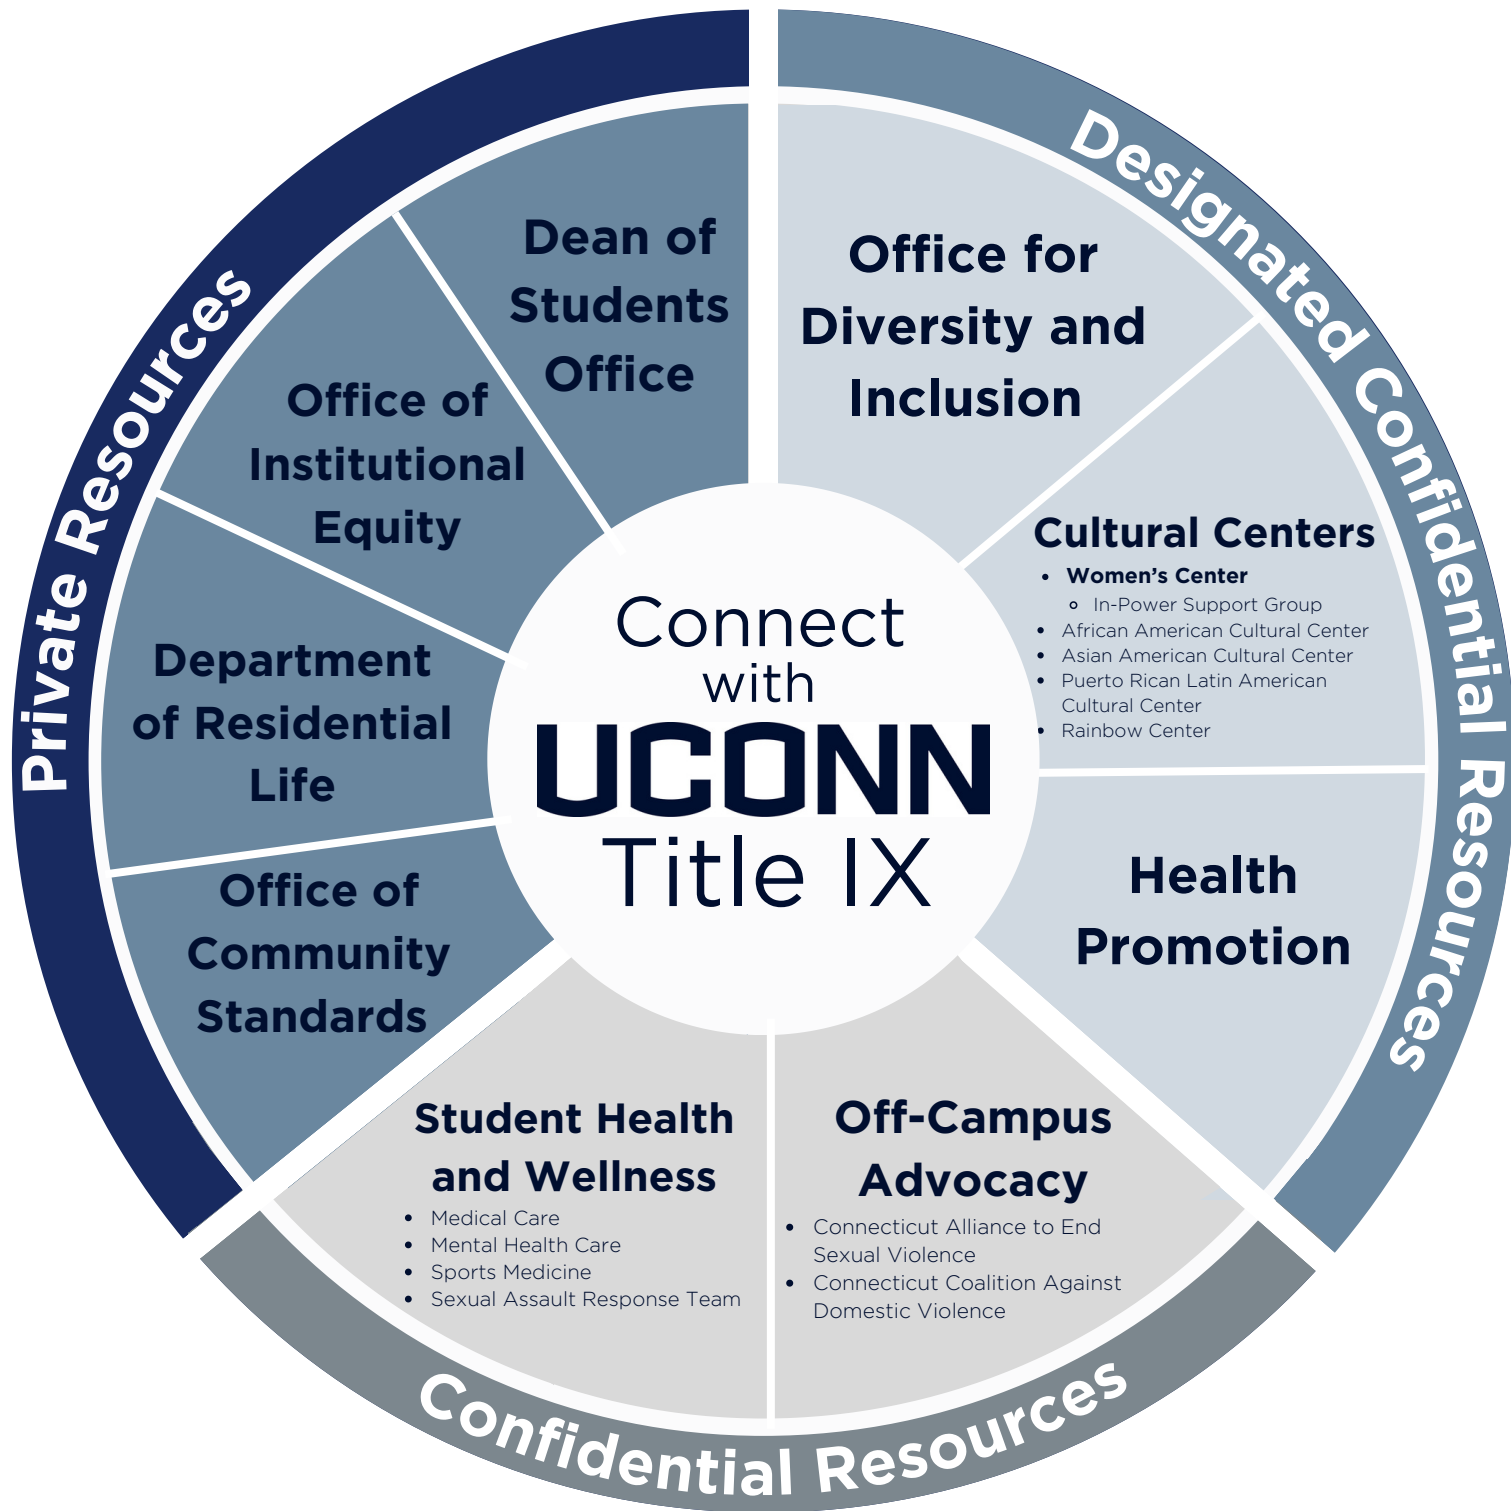 Connect
with
UCONN
Title IX
Private Resources
Dean of
Students
Office
Office of
Institutional
Equity
Department
of Residential
Life
Office of
Community
Standards
Designated Confidential Resources
Office for
Diversity and
Inclusion
Cultural Centers
• Women's Center
◦ In-Power Support Group
• African American Cultural Center
• Asian American Cultural Center
• Puerto Rican Latin American
Cultural Center
• Rainbow Center
Health
Promotion
Confidential Resources
Student Health
and Wellness
• Medical Care
• Mental Health Care
• Sports Medicine
• Sexual Assault Response Team
Off-Campus
Advocacy
• Connecticut Alliance to End
Sexual Violence
• Connecticut Coalition Against
Domestic Violence